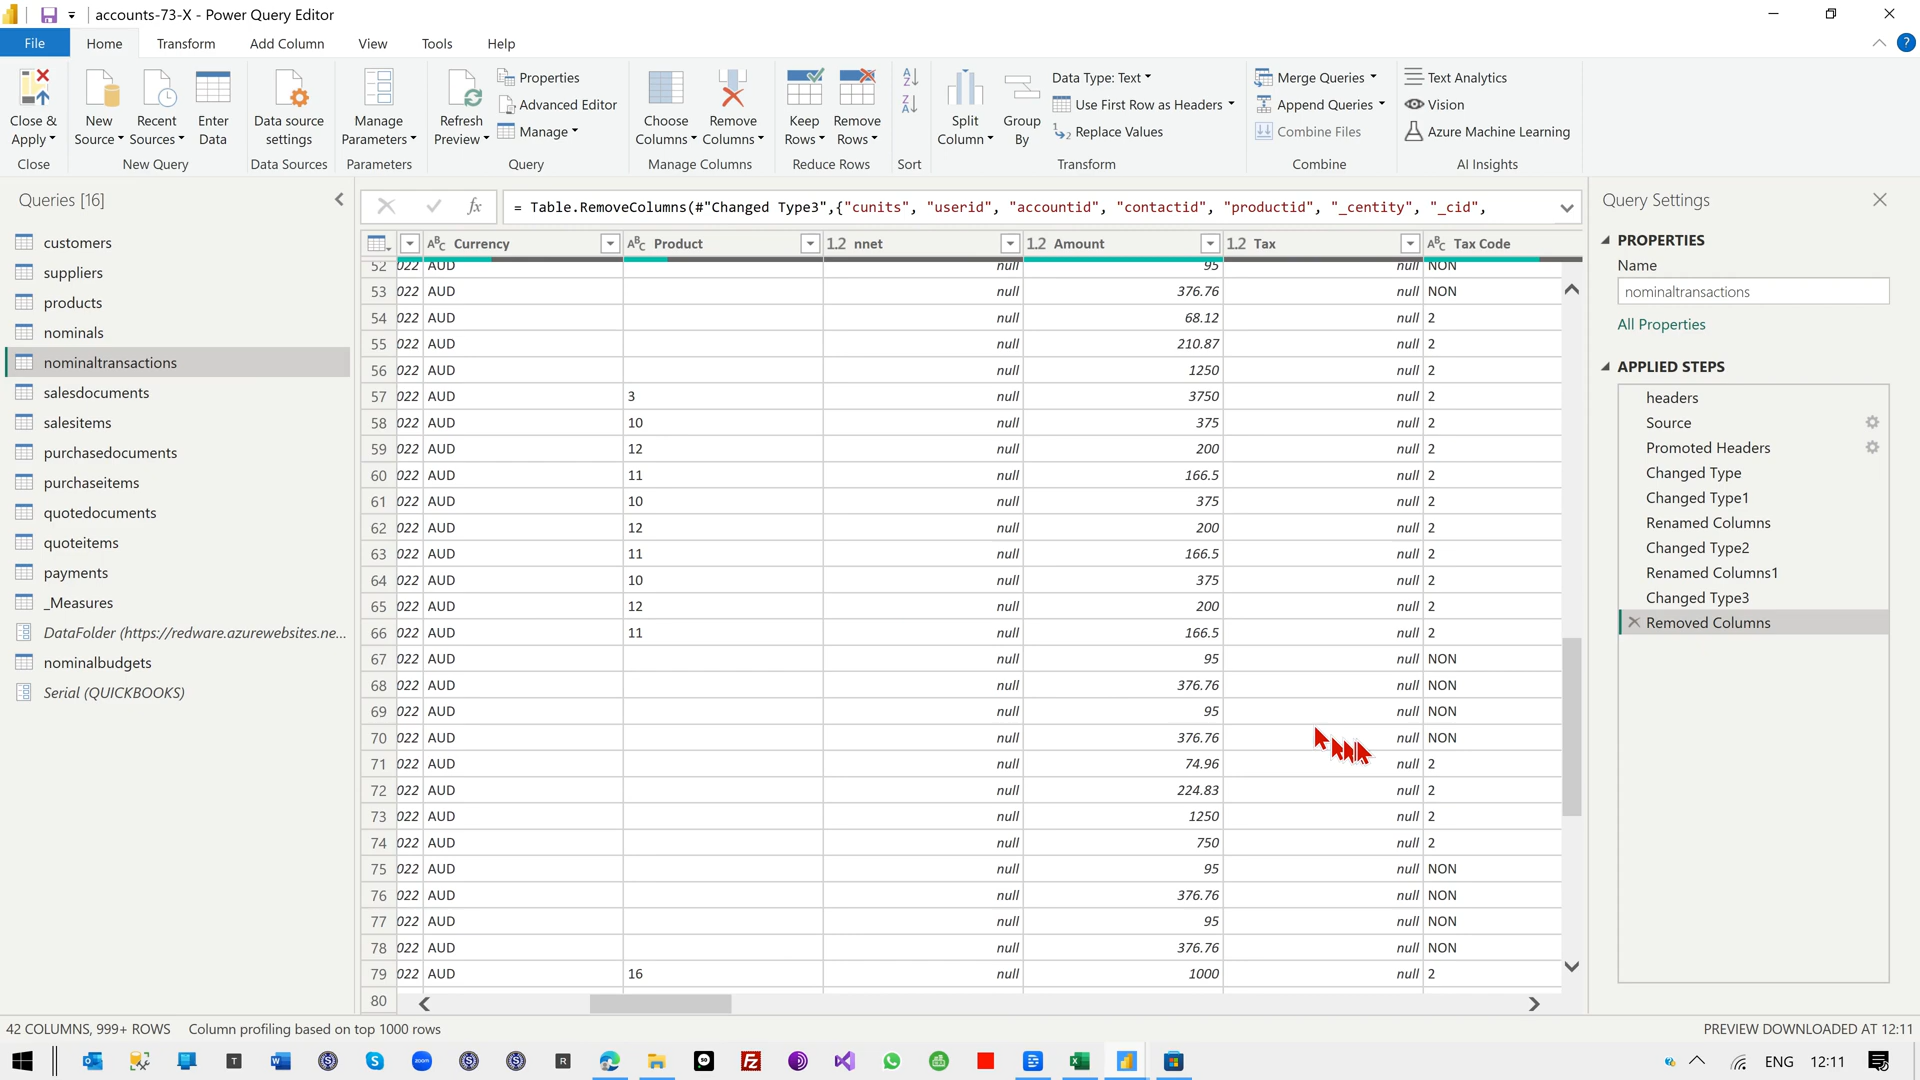 accounts-73-X - Power Query Editor
File Home Transform Add Column View Tools Help
Close & Apply
New Source
Recent Sources
Enter Data
Data source settings
Manage Parameters
Refresh Preview
Properties
Advanced Editor
Manage
Choose Columns
Remove Columns
Keep Rows
Remove Rows
Split Column
Group By
Data Type: Text
Use First Row as Headers
Replace Values
Merge Queries
Append Queries
Combine Files
Text Analytics
Vision
Azure Machine Learning
Close New Query Data Sources Parameters Query Manage Columns Reduce Rows Sort Transform Combine AI Insights
Queries [16]
customers
suppliers
products
nominals
nominaltransactions
salesdocuments
salesitems
purchasedocuments
purchaseitems
quotedocuments
quoteitems
payments
_Measures
DataFolder (https://redware.azurewebsites.ne...
nominalbudgets
Serial (QUICKBOOKS)
fx = Table.RemoveColumns(#"Changed Type3",{"cunits", "userid", "accountid", "contactid", "productid", "_centity", "_cid",
ABC Currency ABC Product 1.2 nnet 1.2 Amount 1.2 Tax ABC Tax Code
52 022 AUD null 95 null NON
53 022 AUD null 376.76 null NON
54 022 AUD null 68.12 null 2
55 022 AUD null 210.87 null 2
56 022 AUD null 1250 null 2
57 022 AUD 3 null 3750 null 2
58 022 AUD 10 null 375 null 2
59 022 AUD 12 null 200 null 2
60 022 AUD 11 null 166.5 null 2
61 022 AUD 10 null 375 null 2
62 022 AUD 12 null 200 null 2
63 022 AUD 11 null 166.5 null 2
64 022 AUD 10 null 375 null 2
65 022 AUD 12 null 200 null 2
66 022 AUD 11 null 166.5 null 2
67 022 AUD null 95 null NON
68 022 AUD null 376.76 null NON
69 022 AUD null 95 null NON
70 022 AUD null 376.76 null NON
71 022 AUD null 74.96 null 2
72 022 AUD null 224.83 null 2
73 022 AUD null 1250 null 2
74 022 AUD null 750 null 2
75 022 AUD null 95 null NON
76 022 AUD null 376.76 null NON
77 022 AUD null 95 null NON
78 022 AUD null 376.76 null NON
79 022 AUD 16 null 1000 null 2
80
Query Settings
PROPERTIES
Name
nominaltransactions
All Properties
APPLIED STEPS
headers
Source
Promoted Headers
Changed Type
Changed Type1
Renamed Columns
Changed Type2
Renamed Columns1
Changed Type3
Removed Columns
42 COLUMNS, 999+ ROWS Column profiling based on top 1000 rows PREVIEW DOWNLOADED AT 12:11
ENG 12:11